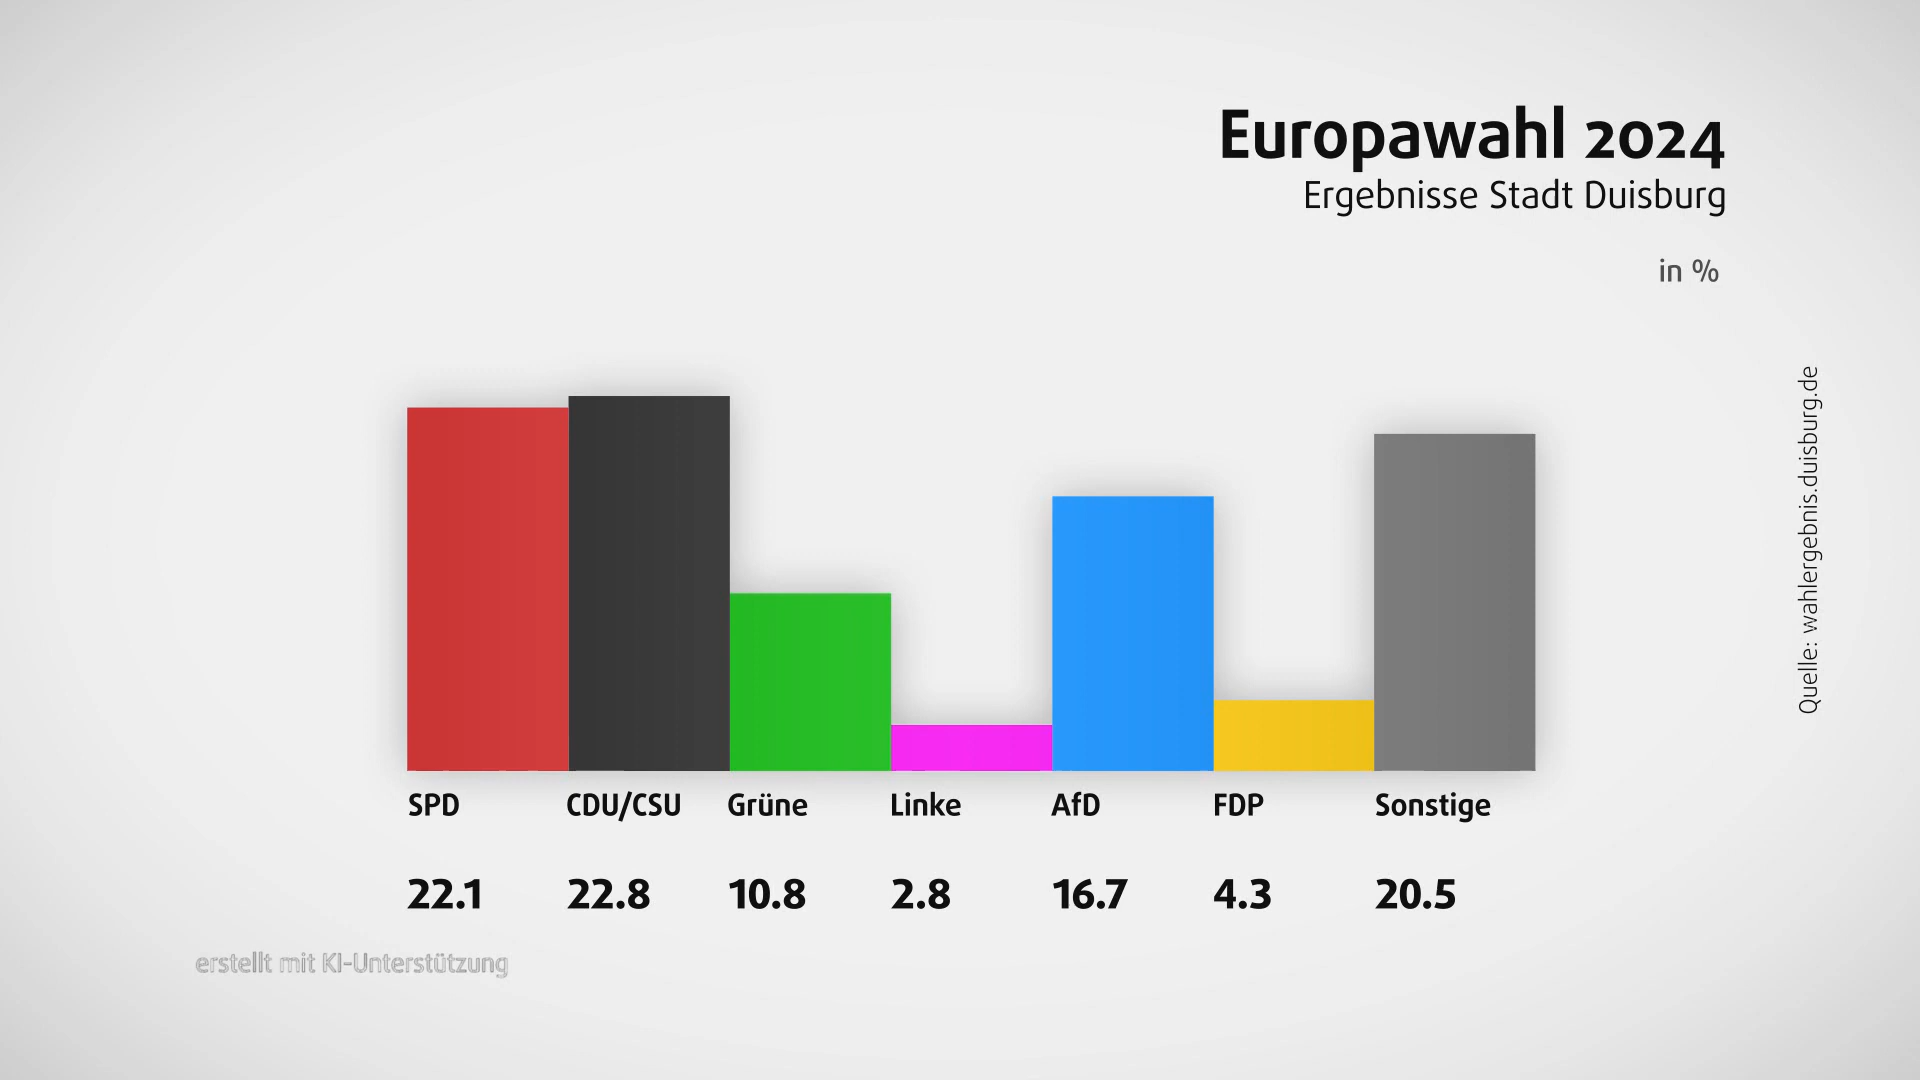 Europawahl 2024
Ergebnisse Stadt Duisburg
in %
Quelle: wahlergebnis.duisburg.de
SPD CDU/CSU Grüne Linke AfD FDP Sonstige
22.1 22.8 10.8 2.8 16.7 4.3 20.5
erstellt mit KI-Unterstützung